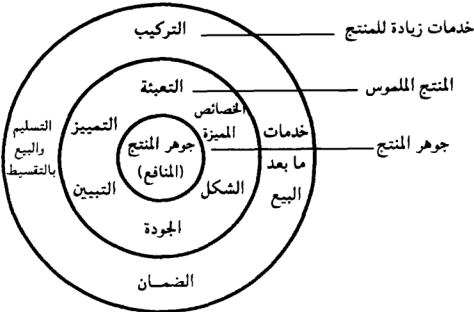 خدمات زيادة للمنتج
المنتج الملموس
جوهر المنتج
التركيب
التعبئة
الخصائص
المميزة
التمييز
جوهر المنتج
(المنافع)
التبيين
الشكل
الجودة
الضمـــان
خدمات
ما بعد
البيع
التسليم
والبيع
بالتقسيط